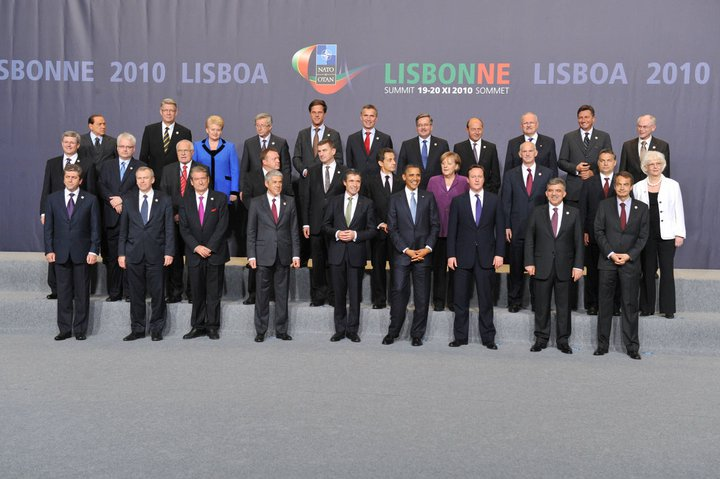 LISBONNE 2010 LISBOA
NATO
OTAN
LISBONNE
SUMMIT 19-20 XI 2010 SOMMET
LISBOA 2010